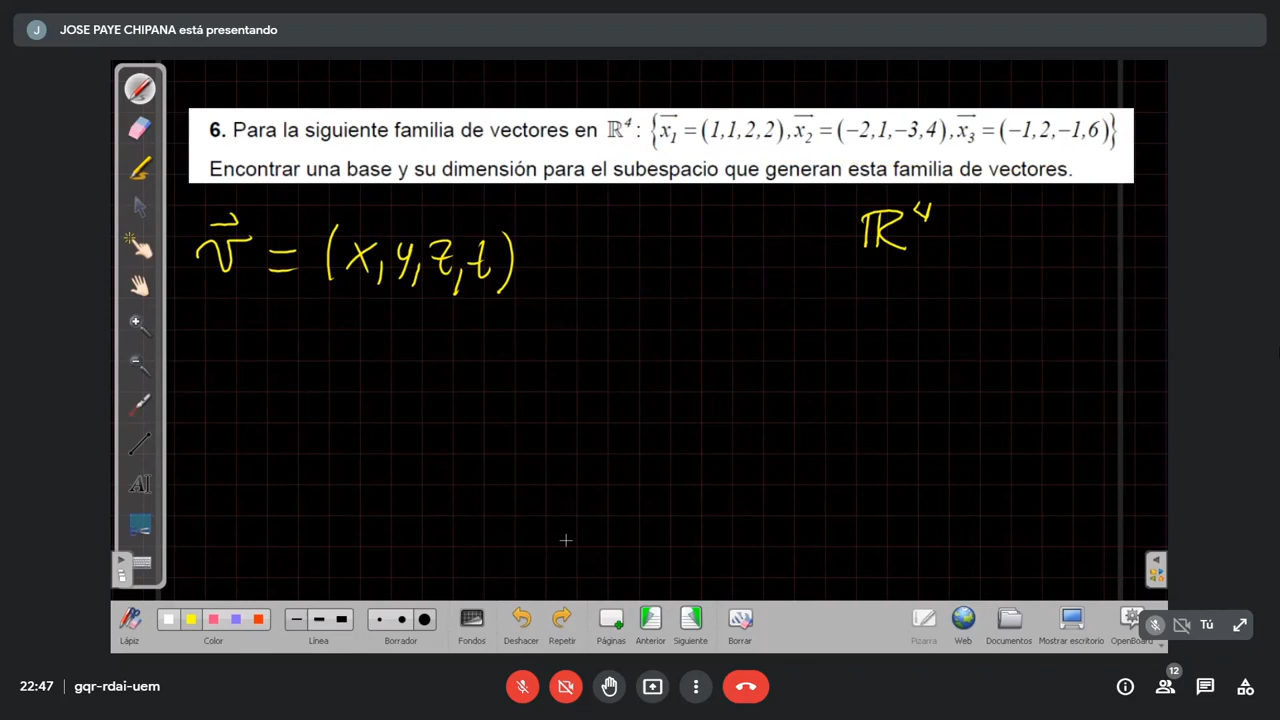 J JOSE PAYE CHIPANA está presentando
6. Para la siguiente familia de vectores en ℝ⁴: {x₁⃗ = (1,1,2,2), x₂⃗ = (−2,1,−3,4), x₃⃗ = (−1,2,−1,6)}
Encontrar una base y su dimensión para el subespacio que generan esta familia de vectores.
ℝ⁴
v⃗ = (x, y, z, t)
AI
Lápiz Color Línea Borrador Fondos Deshacer Repetir Páginas Anterior Siguiente Borrar Pizarra Web Documentos Mostrar escritorio OpenBoard
Tú
12
22:47 | gqr-rdai-uem